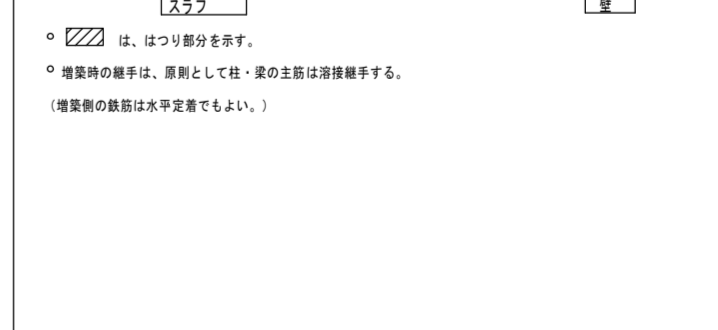 スラブ
壁
は、はつり部分を示す。
増築時の継手は、原則として柱・梁の主筋は溶接継手する。
（増築側の鉄筋は水平定着でもよい。）